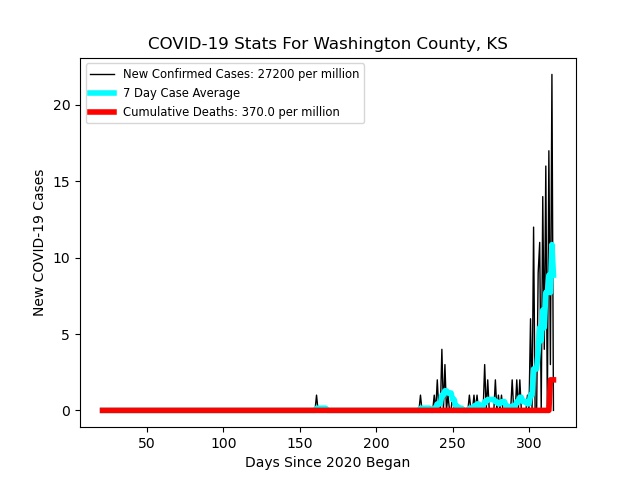 COVID-19 Stats For Washington County, KS
New Confirmed Cases: 27200 per million
7 Day Case Average
Cumulative Deaths: 370.0 per million
New COVID-19 Cases
20
15
10
5
0
50 100 150 200 250 300
Days Since 2020 Began